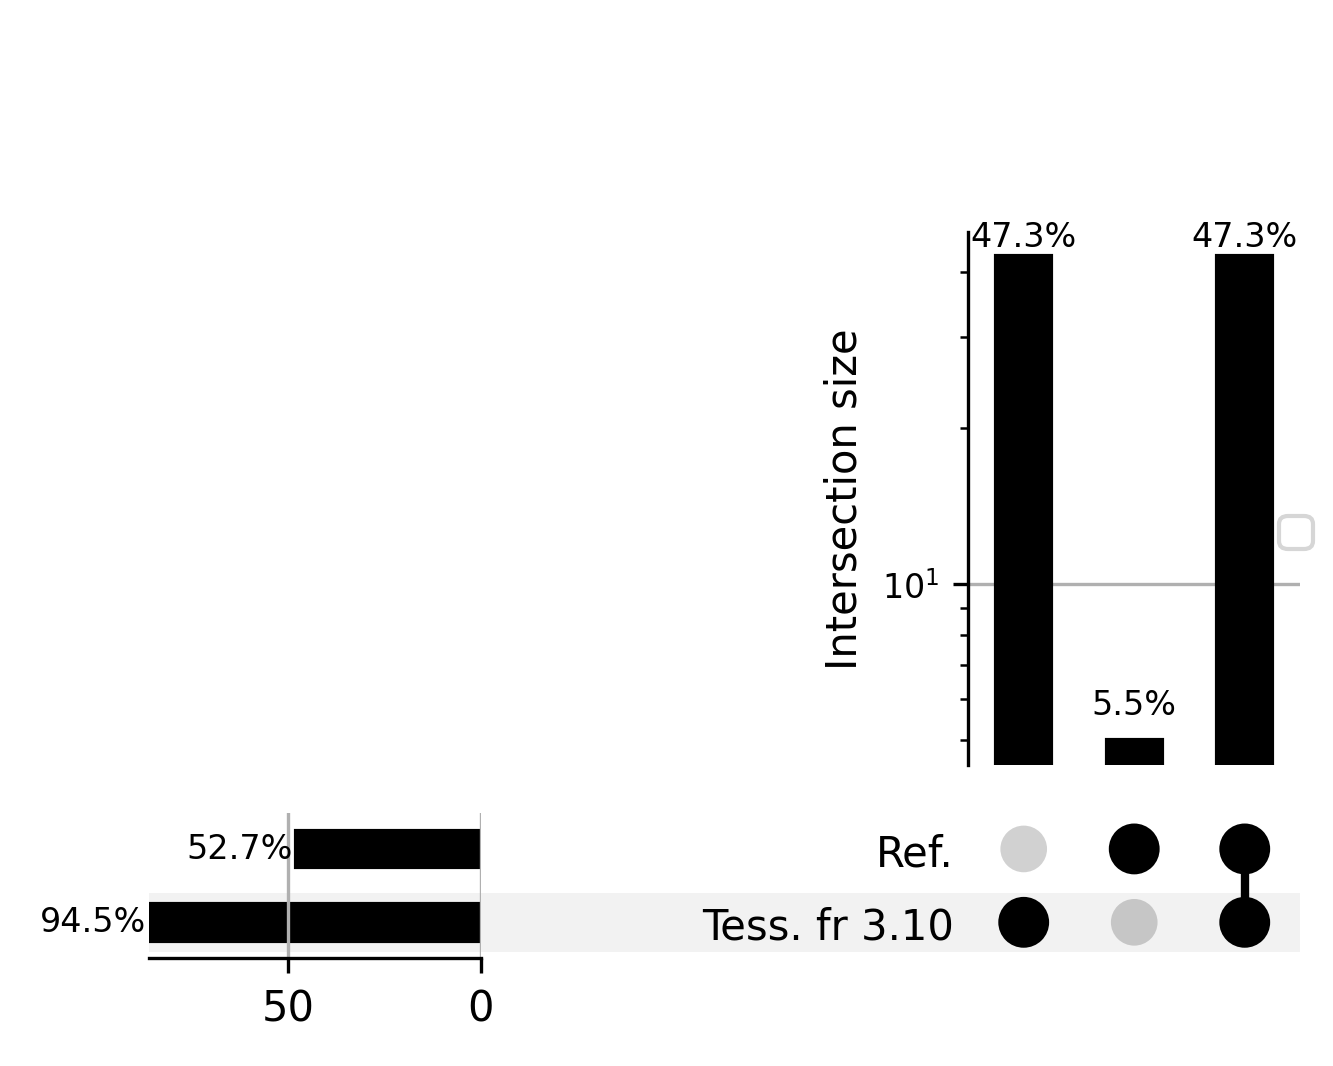 47.3% 47.3%
Intersection size
10¹
5.5%
52.7%
Ref.
94.5%
Tess. fr 3.10
50 0